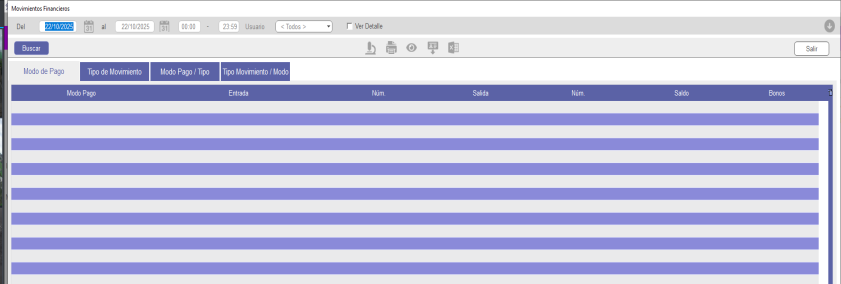 Movimientos Financieros
Del 22/10/2025 al 22/10/2025 00:00 - 23:59 Usuario < Todos > Ver Detalle
Buscar Salir
Modo de Pago Tipo de Movimiento Modo Pago / Tipo Tipo Movimiento / Modo
Modo Pago Entrada Núm. Salida Núm. Saldo Bonos